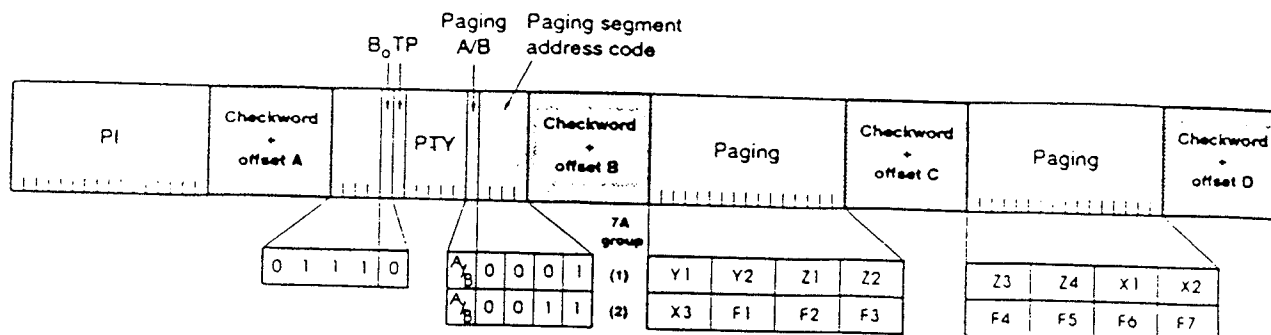 Paging Paging segment
B₀ TP A/B address code
PI
Checkword + offset A
PTY
Checkword + offset B
Paging
Checkword + offset C
Paging
Checkword + offset D
7A group
0 1 1 1 0
A/B 0 0 0 1 (1) Y1 Y2 Z1 Z2 Z3 Z4 X1 X2
A/B 0 0 1 1 (2) X3 F1 F2 F3 F4 F5 F6 F7